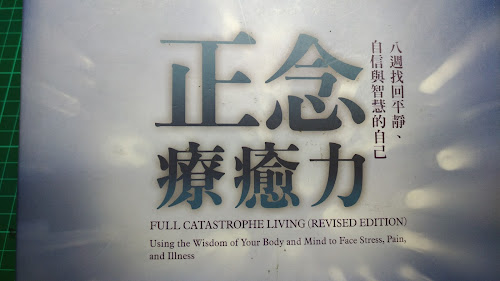 正念
療癒力
八週找回平靜、
自信與智慧的自己
FULL CATASTROPHE LIVING (REVISED EDITION)
Using the Wisdom of Your Body and Mind to Face Stress, Pain,
and Illness